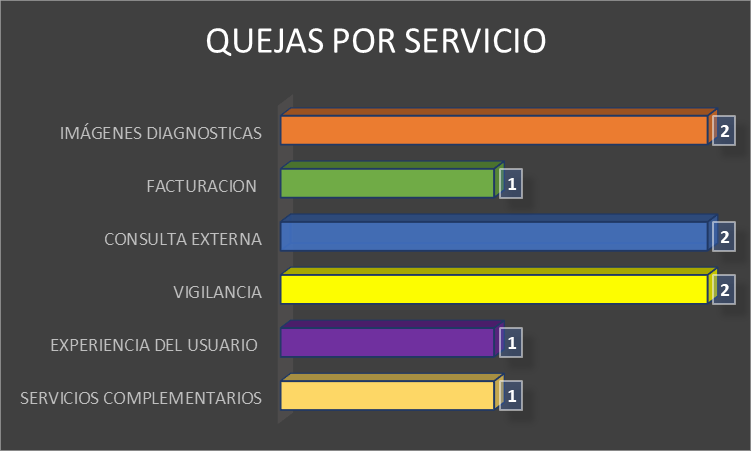 QUEJAS POR SERVICIO
IMÁGENES DIAGNOSTICAS 2
FACTURACION 1
CONSULTA EXTERNA 2
VIGILANCIA 2
EXPERIENCIA DEL USUARIO 1
SERVICIOS COMPLEMENTARIOS 1